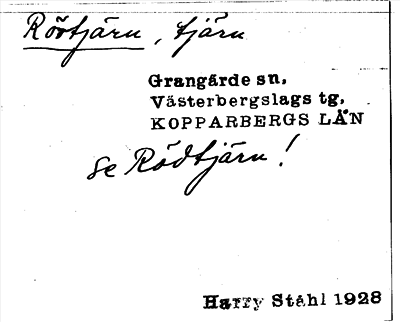 Rörtjärn, tjärn
Grangärde sn,
Västerbergslags tg,
KOPPARBERGS LÄN
se Rödtjärn!
Harry Ståhl 1928